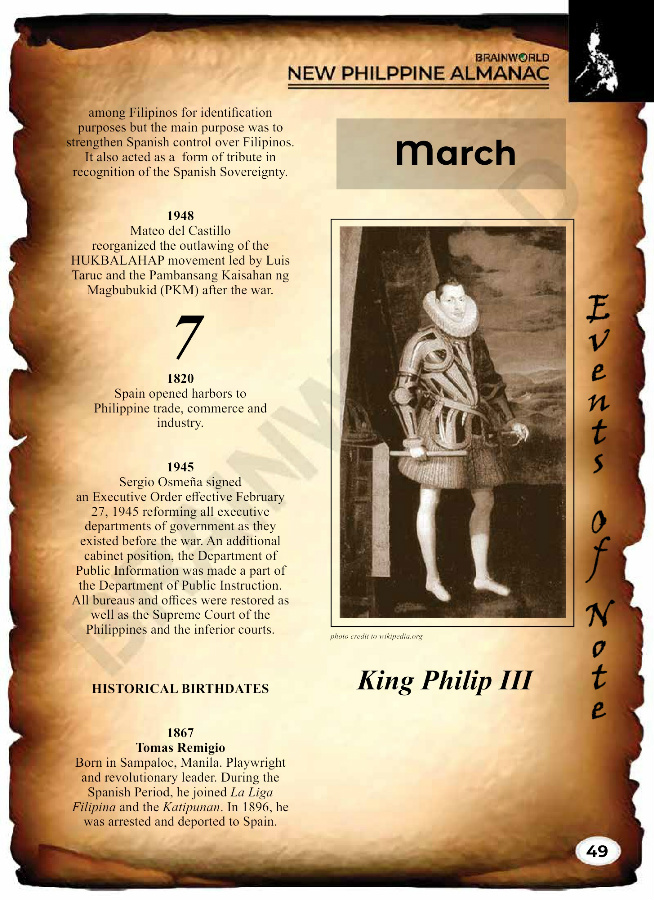 BRAINWORLD
NEW PHILPPINE ALMANAC
among Filipinos for identification
purposes but the main purpose was to
strengthen Spanish control over Filipinos.
It also acted as a form of tribute in
recognition of the Spanish Sovereignty.
1948
Mateo del Castillo
reorganized the outlawing of the
HUKBALAHAP movement led by Luis
Taruc and the Pambansang Kaisahan ng
Magbubukid (PKM) after the war.
7
1820
Spain opened harbors to
Philippine trade, commerce and
industry.
1945
Sergio Osmeña signed
an Executive Order effective February
27, 1945 reforming all executive
departments of government as they
existed before the war. An additional
cabinet position, the Department of
Public Information was made a part of
the Department of Public Instruction.
All bureaus and offices were restored as
well as the Supreme Court of the
Philippines and the inferior courts.
HISTORICAL BIRTHDATES
1867
Tomas Remigio
Born in Sampaloc, Manila. Playwright
and revolutionary leader. During the
Spanish Period, he joined La Liga
Filipina and the Katipunan. In 1896, he
was arrested and deported to Spain.
March
photo credit to wikipedia.org
King Philip III
Events of Note
49